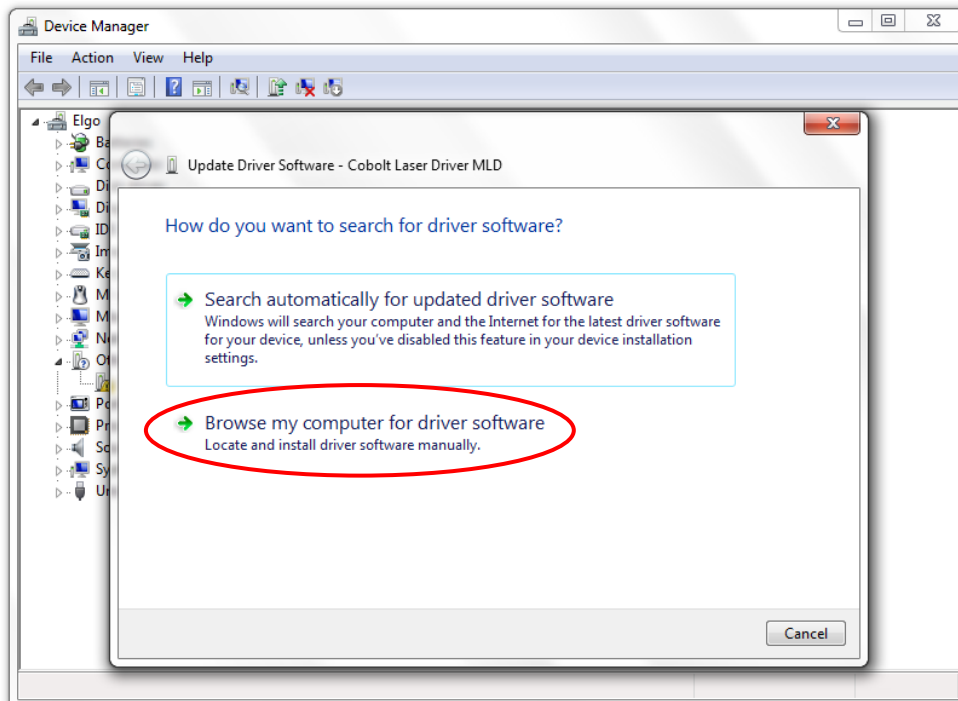 Device Manager
File Action View Help
Elgo
Update Driver Software - Cobolt Laser Driver MLD
How do you want to search for driver software?
Search automatically for updated driver software
Windows will search your computer and the Internet for the latest driver software
for your device, unless you've disabled this feature in your device installation
settings.
Browse my computer for driver software
Locate and install driver software manually.
Cancel